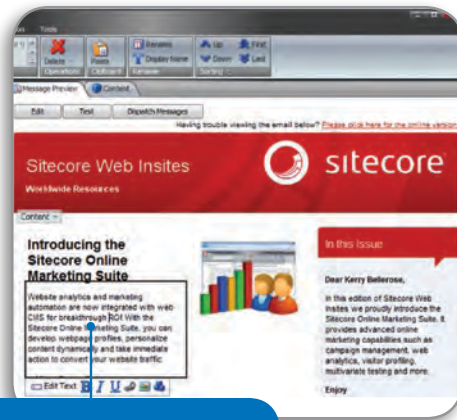 Tools
Delete
Operations
Paste
Clipboard
Rename
Display Name
Rename
Up
Down
First
Last
Sorting
Message Preview
Content
Edit
Test
Dispatch Messages
Having trouble viewing the email below? Please click here for the online version
Sitecore Web Insites
Worldwide Resources
sitecore
Content
Introducing the
Sitecore Online
Marketing Suite
Website analytics and marketing
automation are now integrated with web
CMS for breakthrough ROI! With the
Sitecore Online Marketing Suite, you can
develop webpage profiles, personalize
content dynamically and take immediate
action to convert your website traffic.
Edit Text B I U
In this Issue
Dear Kerry Bellerose,
In this edition of Sitecore Web
Insites we proudly introduce the
Sitecore Online Marketing Suite. It
provides advanced online
marketing capabilities such as
campaign management, web
analytics, visitor profiling,
multivariate testing and more.
Enjoy